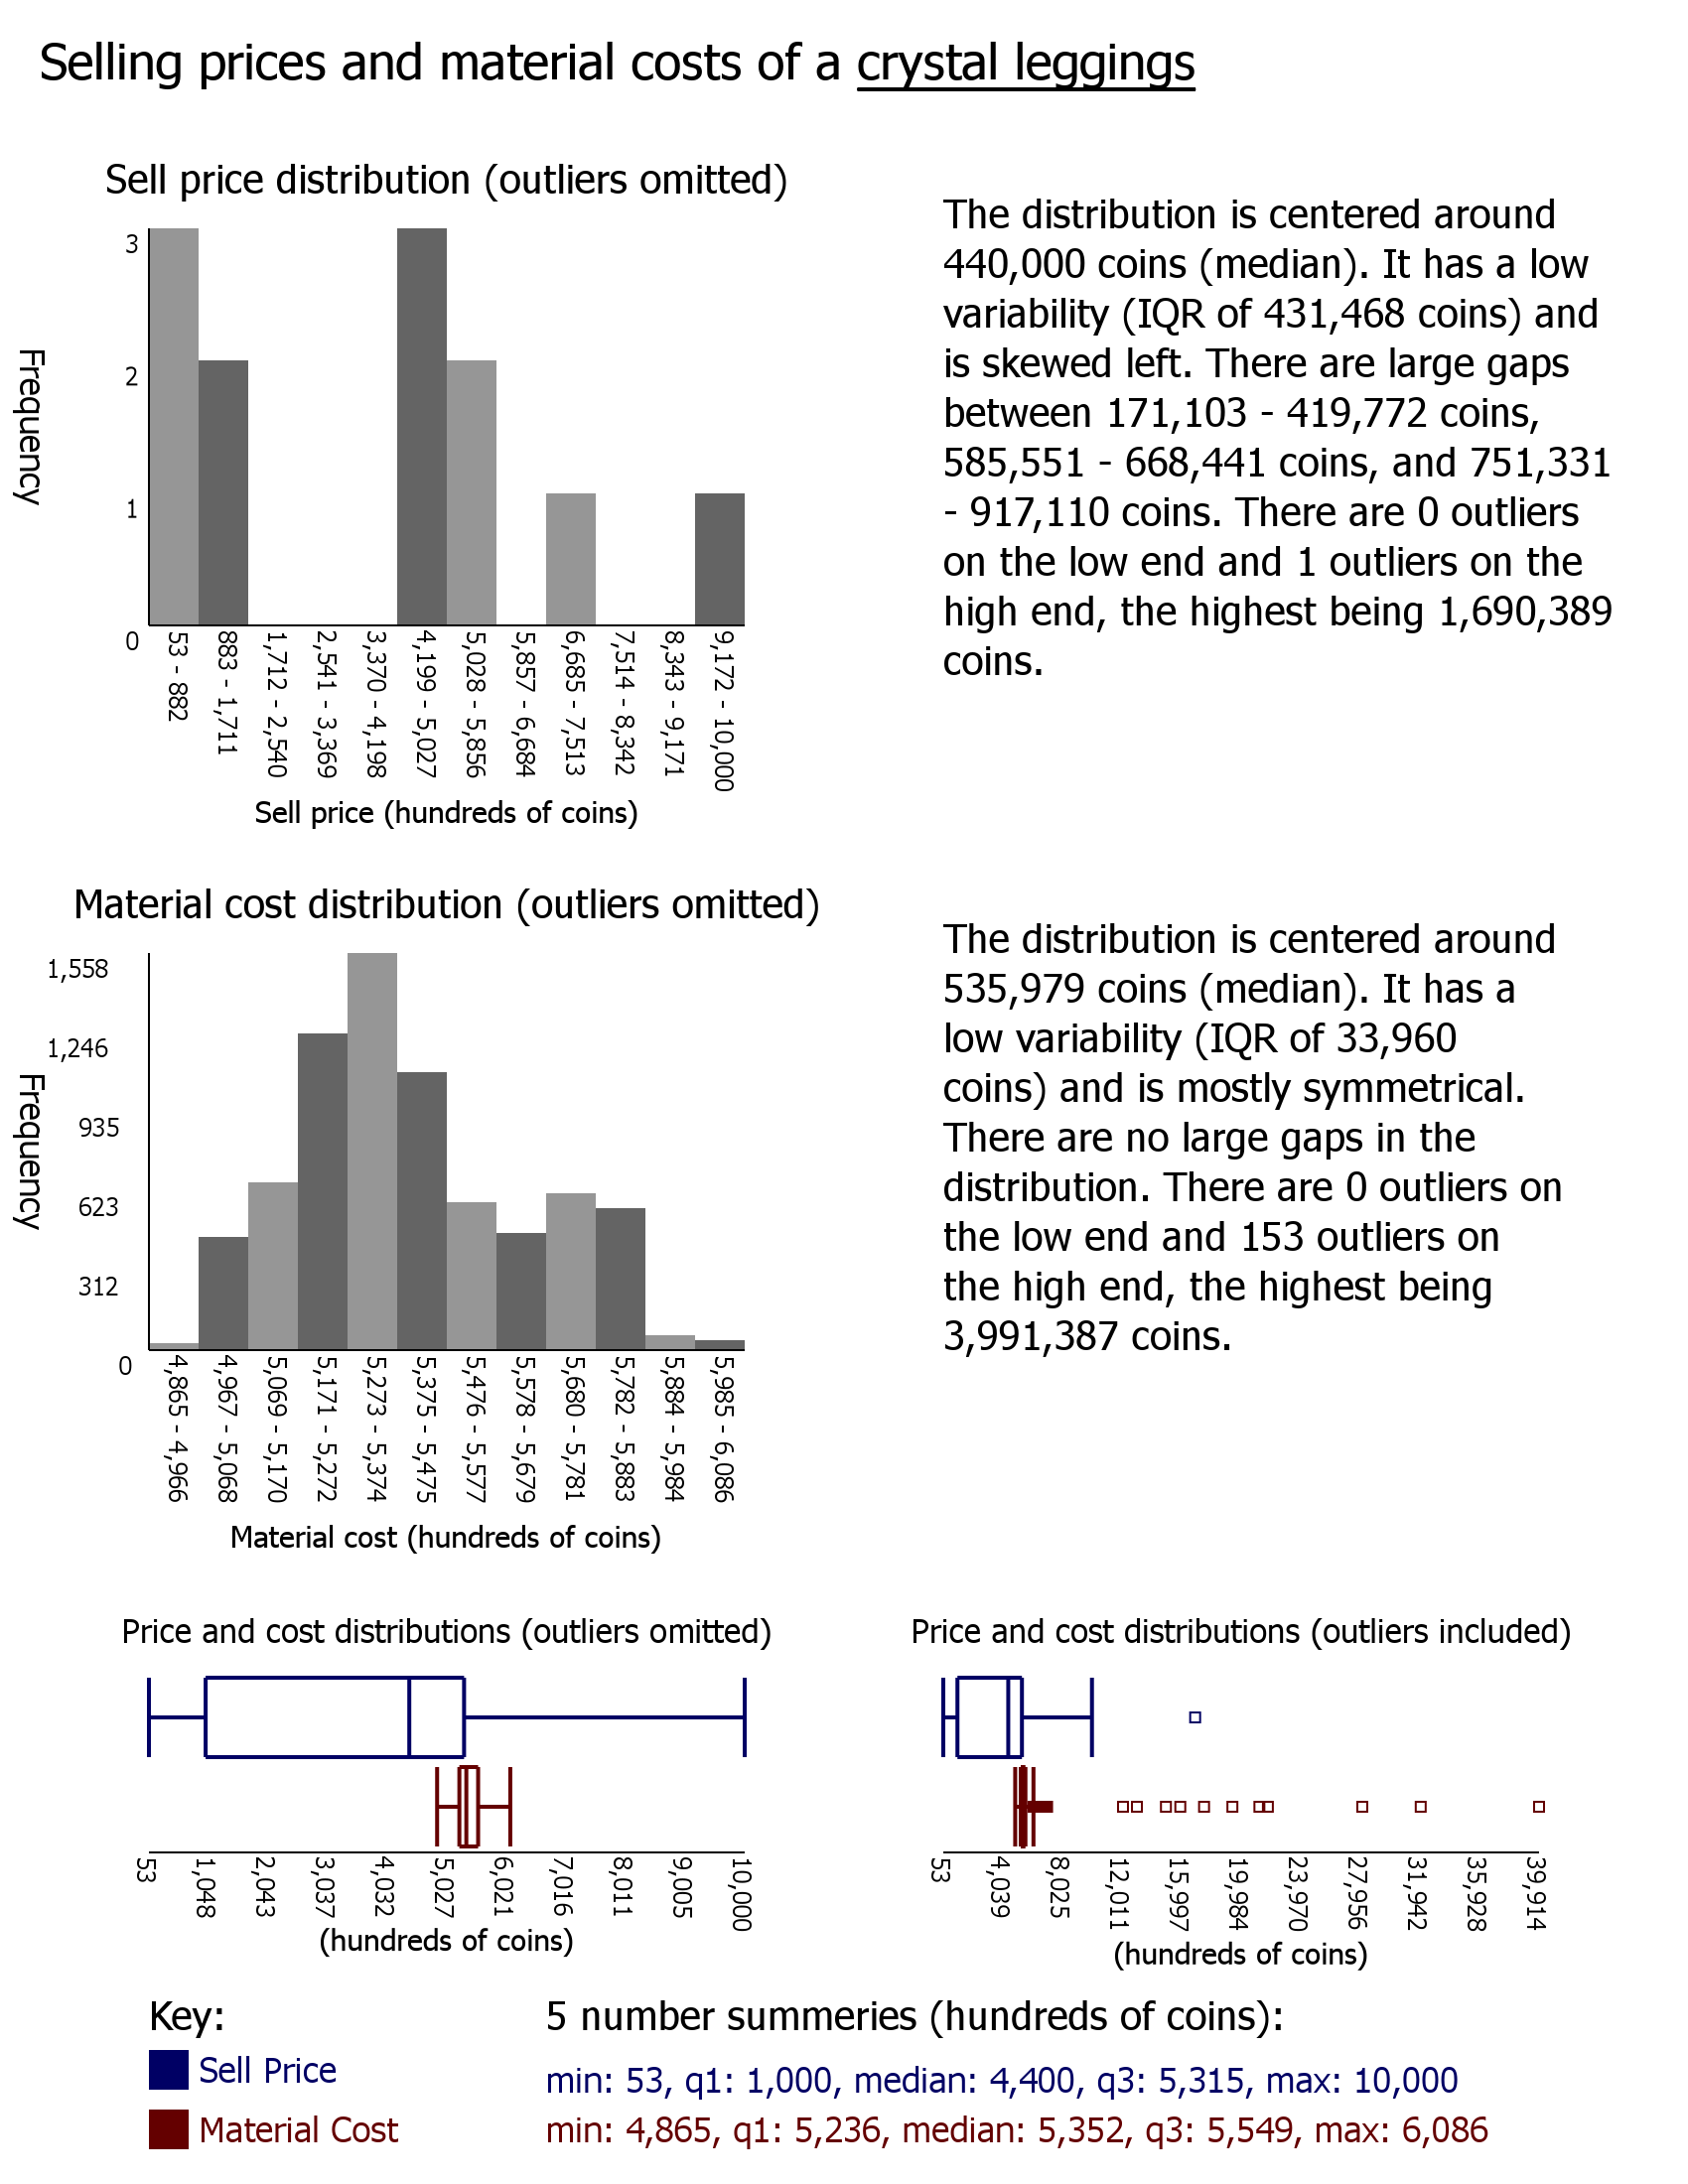 Selling prices and material costs of a crystal leggings
Sell price distribution (outliers omitted)
Frequency
3
2
1
0
53 - 882
883 - 1,711
1,712 - 2,540
2,541 - 3,369
3,370 - 4,198
4,199 - 5,027
5,028 - 5,856
5,857 - 6,684
6,685 - 7,513
7,514 - 8,342
8,343 - 9,171
9,172 - 10,000
Sell price (hundreds of coins)
The distribution is centered around
440,000 coins (median). It has a low
variability (IQR of 431,468 coins) and
is skewed left. There are large gaps
between 171,103 - 419,772 coins,
585,551 - 668,441 coins, and 751,331
- 917,110 coins. There are 0 outliers
on the low end and 1 outliers on the
high end, the highest being 1,690,389
coins.
Material cost distribution (outliers omitted)
Frequency
1,558
1,246
935
623
312
0
4,865 - 4,966
4,967 - 5,068
5,069 - 5,170
5,171 - 5,272
5,273 - 5,374
5,375 - 5,475
5,476 - 5,577
5,578 - 5,679
5,680 - 5,781
5,782 - 5,883
5,884 - 5,984
5,985 - 6,086
Material cost (hundreds of coins)
The distribution is centered around
535,979 coins (median). It has a
low variability (IQR of 33,960
coins) and is mostly symmetrical.
There are no large gaps in the
distribution. There are 0 outliers on
the low end and 153 outliers on
the high end, the highest being
3,991,387 coins.
Price and cost distributions (outliers omitted)
53
1,048
2,043
3,037
4,032
5,027
6,021
7,016
8,011
9,005
10,000
(hundreds of coins)
Price and cost distributions (outliers included)
53
4,039
8,025
12,011
15,997
19,984
23,970
27,956
31,942
35,928
39,914
(hundreds of coins)
Key:
Sell Price
Material Cost
5 number summeries (hundreds of coins):
min: 53, q1: 1,000, median: 4,400, q3: 5,315, max: 10,000
min: 4,865, q1: 5,236, median: 5,352, q3: 5,549, max: 6,086